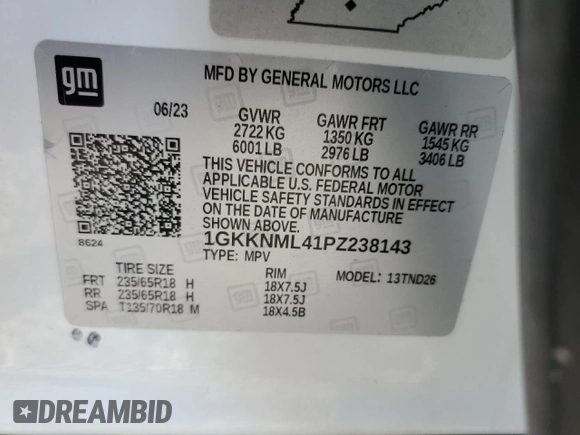 gm
MFD BY GENERAL MOTORS LLC
06/23
GVWR GAWR FRT GAWR RR
2722 KG 1350 KG 1545 KG
6001 LB 2976 LB 3406 LB
THIS VEHICLE CONFORMS TO ALL
APPLICABLE U.S. FEDERAL MOTOR
VEHICLE SAFETY STANDARDS IN EFFECT
ON THE DATE OF MANUFACTURE
SHOWN ABOVE.
8624
1GKKNML41PZ238143
TYPE: MPV
TIRE SIZE RIM MODEL: 13TND26
FRT 235/65R18 H 18X7.5J
RR 235/65R18 H 18X7.5J
SPA T135/70R18 M 18X4.5B
DREAMBID